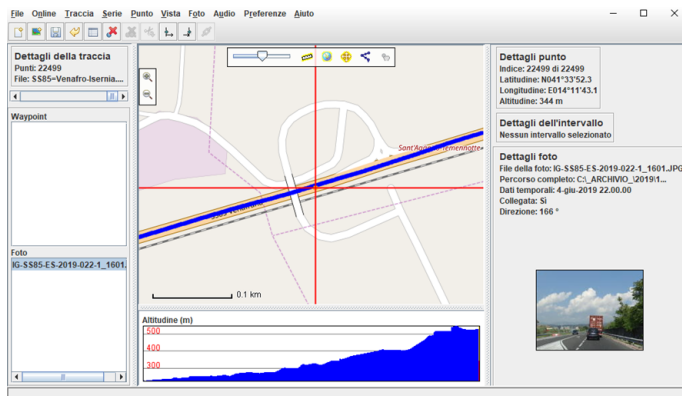 File Online Traccia Serie Punto Vista Foto Audio Preferenze Aiuto
Dettagli della traccia
Punti: 22499
File: SS85=Venafro-Isernia....
Waypoint
Foto
IG-SS85-ES-2019-022-1_1601.
0.1 km
Altitudine (m)
500
400
300
Dettagli punto
Indice: 22499 di 22499
Latitudine: N041°33'52.3
Longitudine: E014°11'43.1
Altitudine: 344 m
Dettagli dell'intervallo
Nessun intervallo selezionato
Dettagli foto
File della foto: IG-SS85-ES-2019-022-1_1601.JPG
Percorso completo: C:\_ARCHIVIO_\2019\1...
Dati temporali: 4-giu-2019 22.00.00
Collegata: Sì
Direzione: 166 °